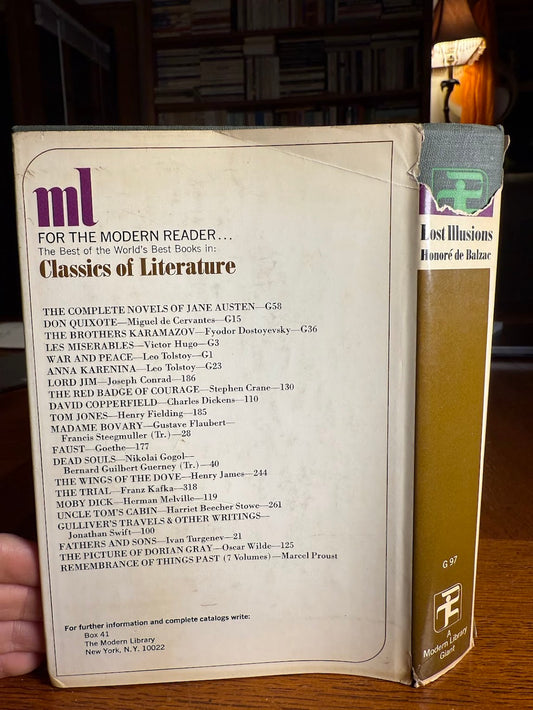 ml
FOR THE MODERN READER...
The Best of the World's Best Books in:
Classics of Literature
THE COMPLETE NOVELS OF JANE AUSTEN—G58
DON QUIXOTE—Miguel de Cervantes—G15
THE BROTHERS KARAMAZOV—Fyodor Dostoyevsky—G36
LES MISERABLES—Victor Hugo—G3
WAR AND PEACE—Leo Tolstoy—G1
ANNA KARENINA—Leo Tolstoy—G23
LORD JIM—Joseph Conrad—186
THE RED BADGE OF COURAGE—Stephen Crane—130
DAVID COPPERFIELD—Charles Dickens—110
TOM JONES—Henry Fielding—185
MADAME BOVARY—Gustave Flaubert—
Francis Steegmuller (Tr.)—28
FAUST—Goethe—177
DEAD SOULS—Nikolai Gogol—
Bernard Guilbert Guerney (Tr.)—40
THE WINGS OF THE DOVE—Henry James—244
THE TRIAL—Franz Kafka—318
MOBY DICK—Herman Melville—119
UNCLE TOM'S CABIN—Harriet Beecher Stowe—261
GULLIVER'S TRAVELS & OTHER WRITINGS—
Jonathan Swift—100
FATHERS AND SONS—Ivan Turgenev—21
THE PICTURE OF DORIAN GRAY—Oscar Wilde—125
REMEMBRANCE OF THINGS PAST (7 Volumes)—Marcel Proust
For further information and complete catalogs write:
Box 41
The Modern Library
New York, N.Y. 10022
Lost Illusions
Honoré de Balzac
G 97
A
Modern Library
Giant